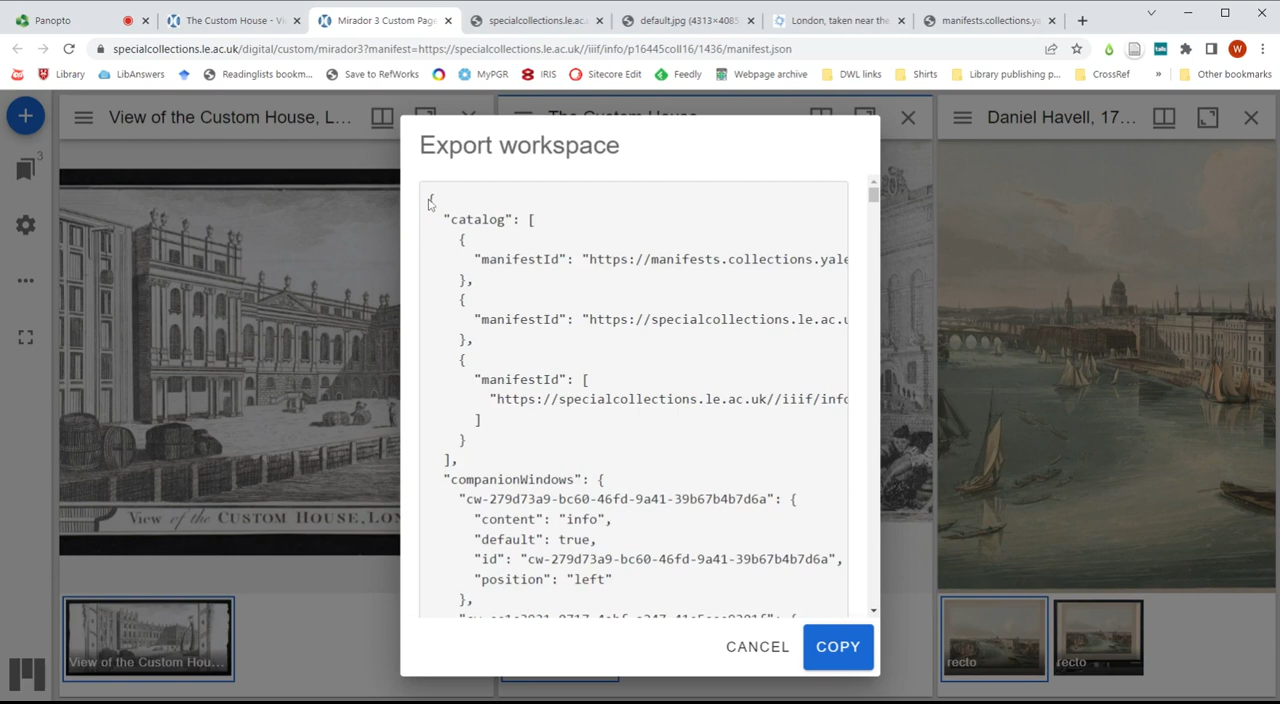 Panopto
The Custom House - Vi
Mirador 3 Custom Pag
specialcollections.le.ac.u
default.jpg (4313×408
London, taken near the
manifests.collections.ya
specialcollections.le.ac.uk/digital/custom/mirador3?manifest=https://specialcollections.le.ac.uk//iiif/info/p16445coll16/1436/manifest.json
talk
W
Library
LibAnswers
Readinglists bookm...
Save to RefWorks
MyPGR
IRIS
Sitecore Edit
Feedly
Webpage archive
DWL links
Shirts
Library publishing p...
CrossRef
»
Other bookmarks
View of the Custom House, L...
The Custom House
Daniel Havell, 17...
3
Export workspace
{
"catalog": [
{
"manifestId": "https://manifests.collections.yale
},
{
"manifestId": "https://specialcollections.le.ac.u
},
{
"manifestId": [
"https://specialcollections.le.ac.uk//iiif/info
]
}
],
"companionWindows": {
"cw-279d73a9-bc60-46fd-9a41-39b67b4b7d6a": {
"content": "info",
"default": true,
"id": "cw-279d73a9-bc60-46fd-9a41-39b67b4b7d6a",
"position": "left"
},
CANCEL
COPY
View of the CUSTOM HOUSE, LON
View of the Custom Hou...
recto
recto